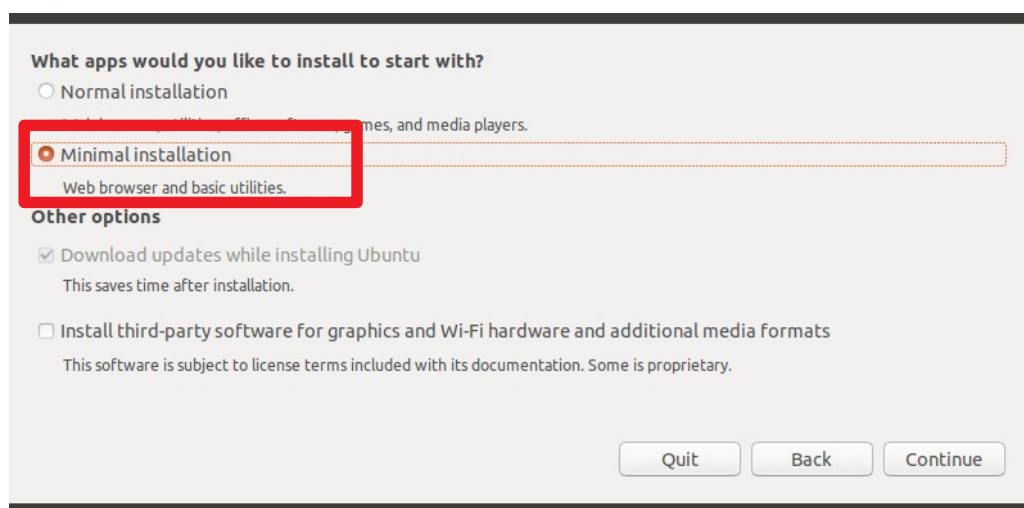 What apps would you like to install to start with?
Normal installation
games, and media players.
Minimal installation
Web browser and basic utilities.
Other options
Download updates while installing Ubuntu
This saves time after installation.
Install third-party software for graphics and Wi-Fi hardware and additional media formats
This software is subject to license terms included with its documentation. Some is proprietary.
Quit Back Continue